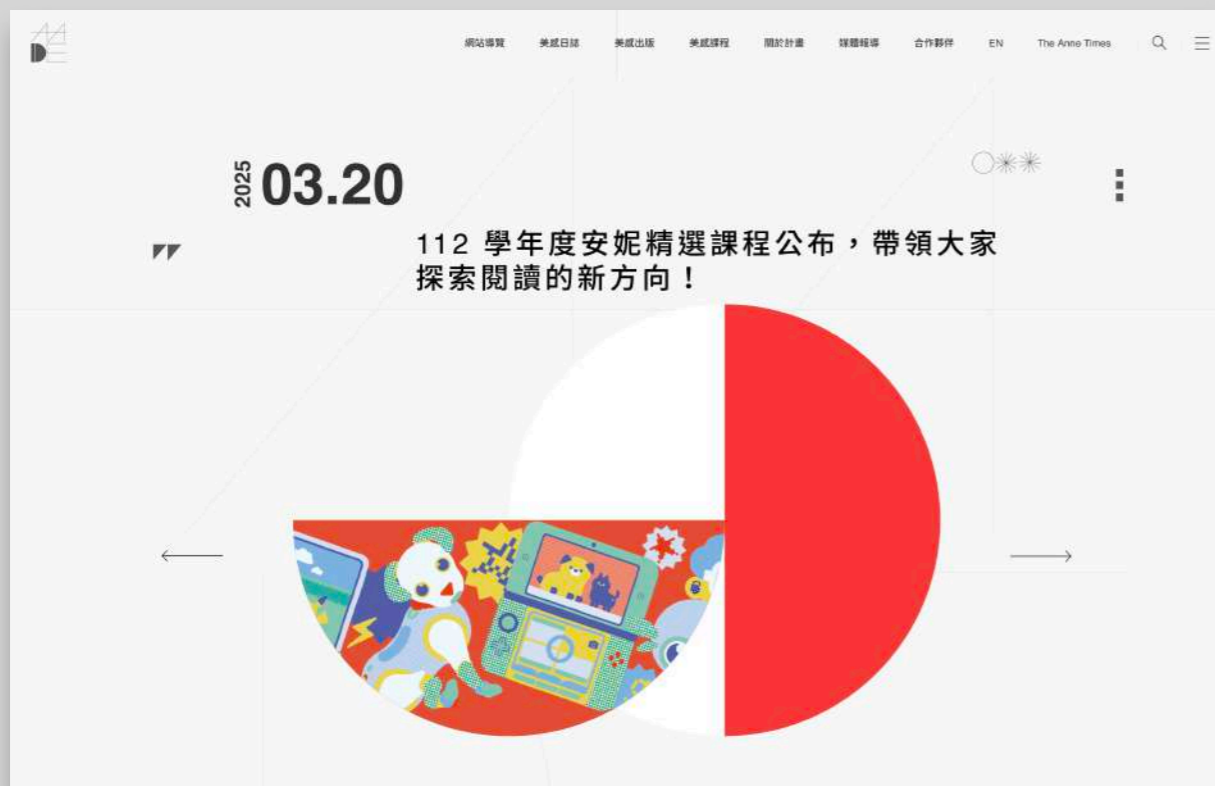 網站導覽
美感日誌
美感出版
美感課程
關於計畫
媒體報導
合作夥伴
EN
The Anne Times
2025
03.20
112 學年度安妮精選課程公布，帶領大家
探索閱讀的新方向！